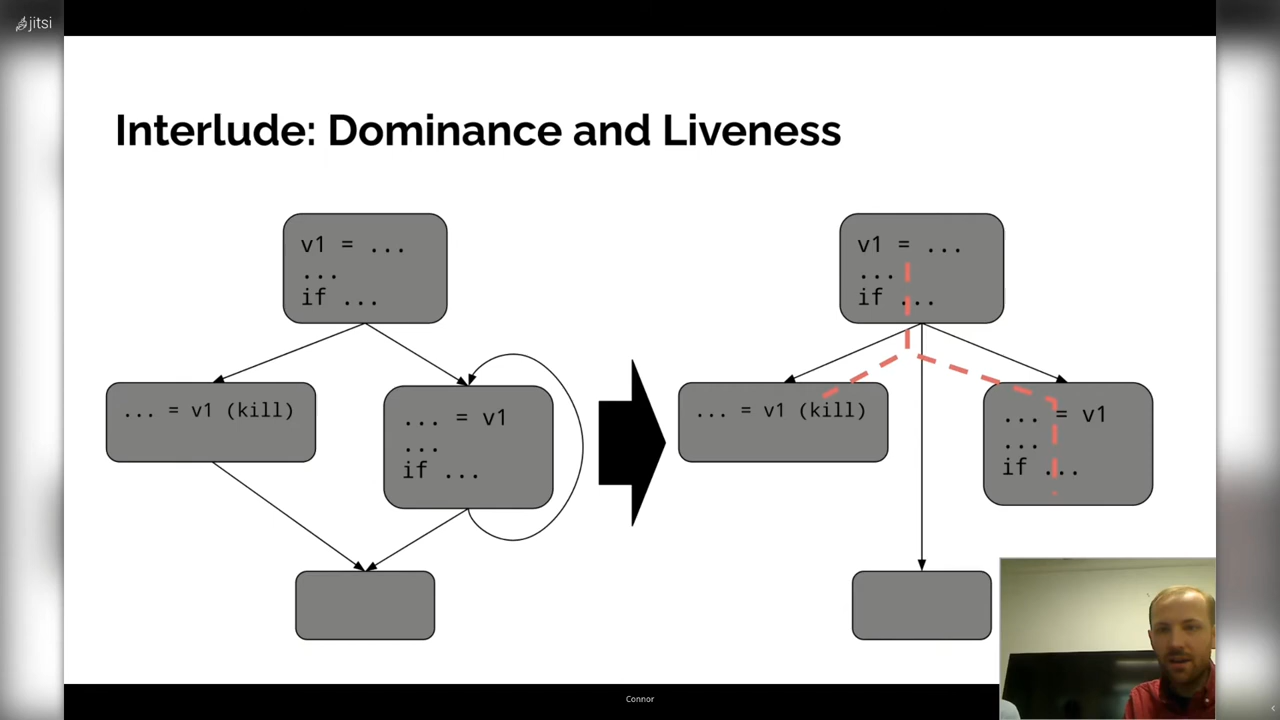 jitsi
Interlude: Dominance and Liveness
v1 = ...
...
if ...
... = v1 (kill)
... = v1
...
if ...
v1 = ...
...
if ...
... = v1 (kill)
... = v1
...
if ...
Connor